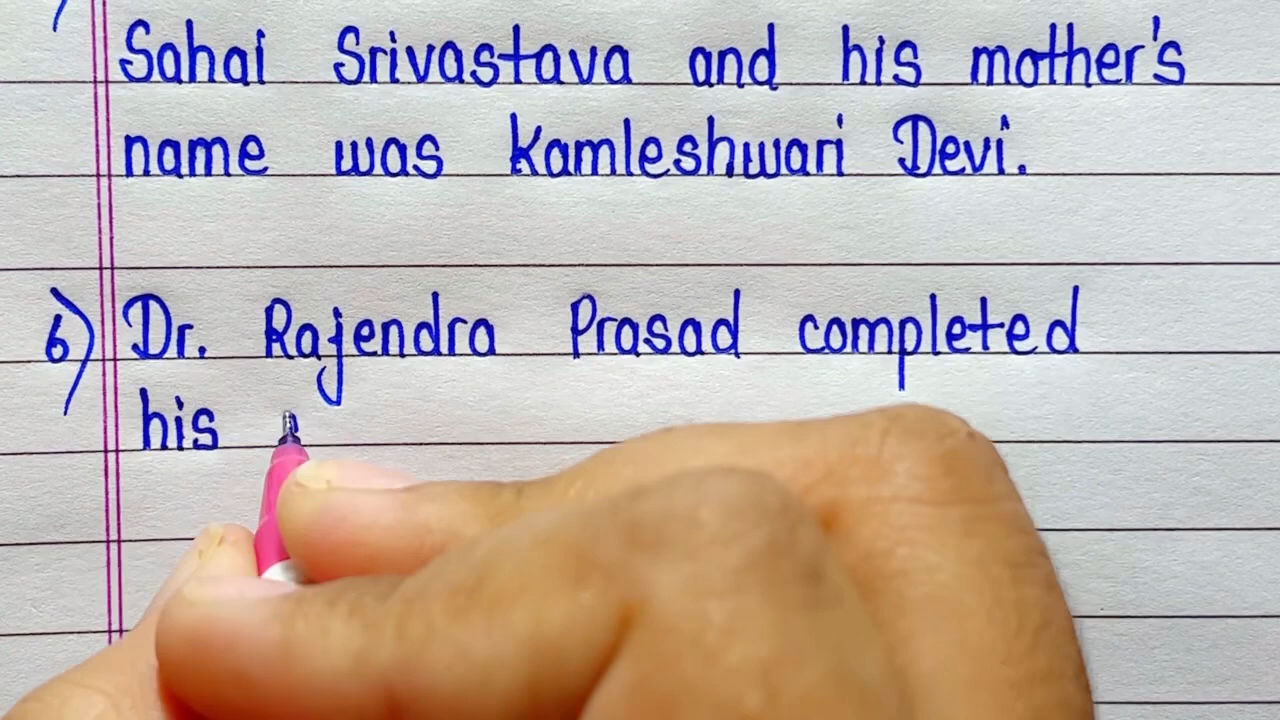 Sahai Srivastava and his mother's
name was Kamleshwari Devi.
6) Dr. Rajendra Prasad completed
his